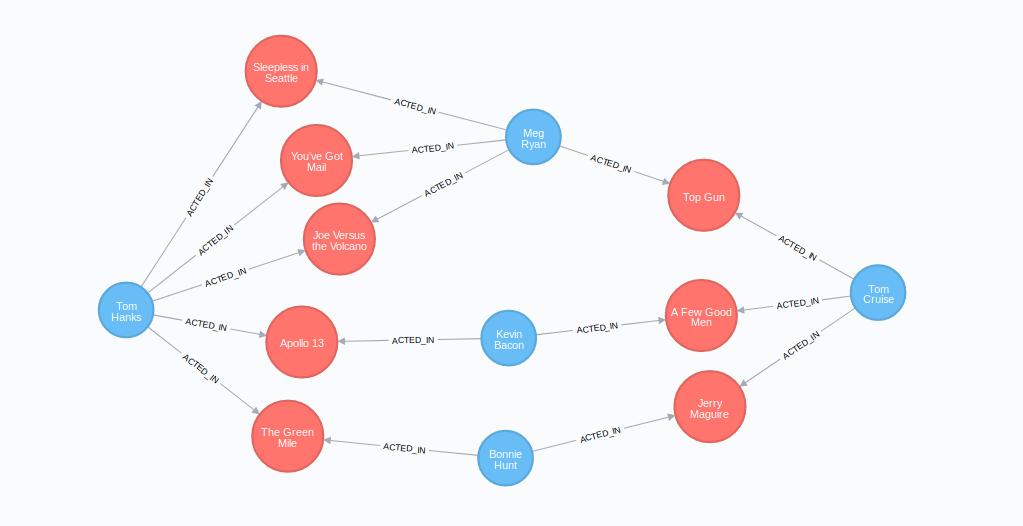 Sleepless in
Seattle
ACTED_IN
Meg
Ryan
You've Got
Mail
ACTED_IN
ACTED_IN
ACTED_IN
ACTED_IN
Top Gun
Joe Versus
the Volcano
ACTED_IN
ACTED_IN
ACTED_IN
Tom
Hanks
Tom
Cruise
ACTED_IN
ACTED_IN
Apollo 13
ACTED_IN
Kevin
Bacon
ACTED_IN
A Few Good
Men
ACTED_IN
ACTED_IN
Jerry
Maguire
The Green
Mile
ACTED_IN
Bonnie
Hunt
ACTED_IN